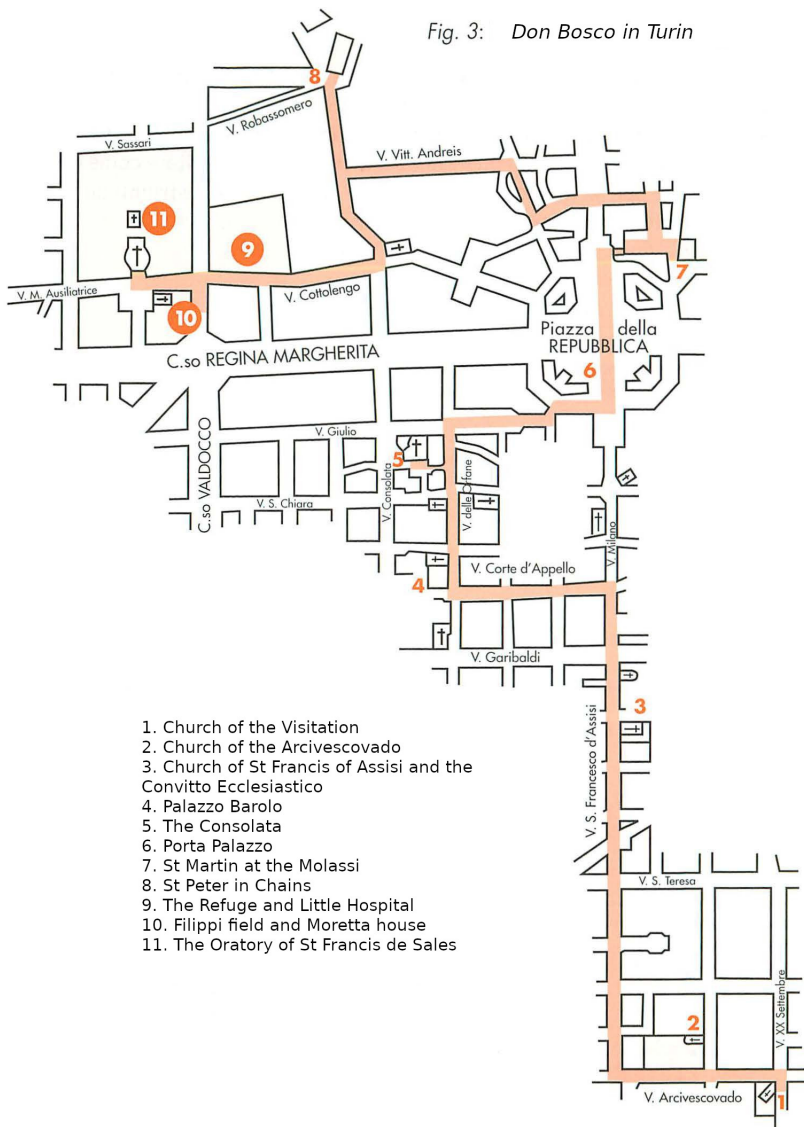 Fig. 3: Don Bosco in Turin
8
V. Robassomero
V. Sassari
V. Vitt. Andreis
11
9
7
V. M. Ausiliatrice
V. Cottolengo
10
Piazza della
REPUBBLICA
C.so REGINA MARGHERITA
6
C.so VALDOCCO
V. Giulio
5
V. Consolata
V. delle Orfane
V. S. Chiara
V. Milano
V. Corte d'Appello
4
V. Garibaldi
3
V. S. Francesco d'Assisi
1. Church of the Visitation
2. Church of the Arcivescovado
3. Church of St Francis of Assisi and the
Convitto Ecclesiastico
4. Palazzo Barolo
5. The Consolata
6. Porta Palazzo
7. St Martin at the Molassi
8. St Peter in Chains
9. The Refuge and Little Hospital
10. Filippi field and Moretta house
11. The Oratory of St Francis de Sales
V. S. Teresa
V. XX Settembre
2
V. Arcivescovado
1